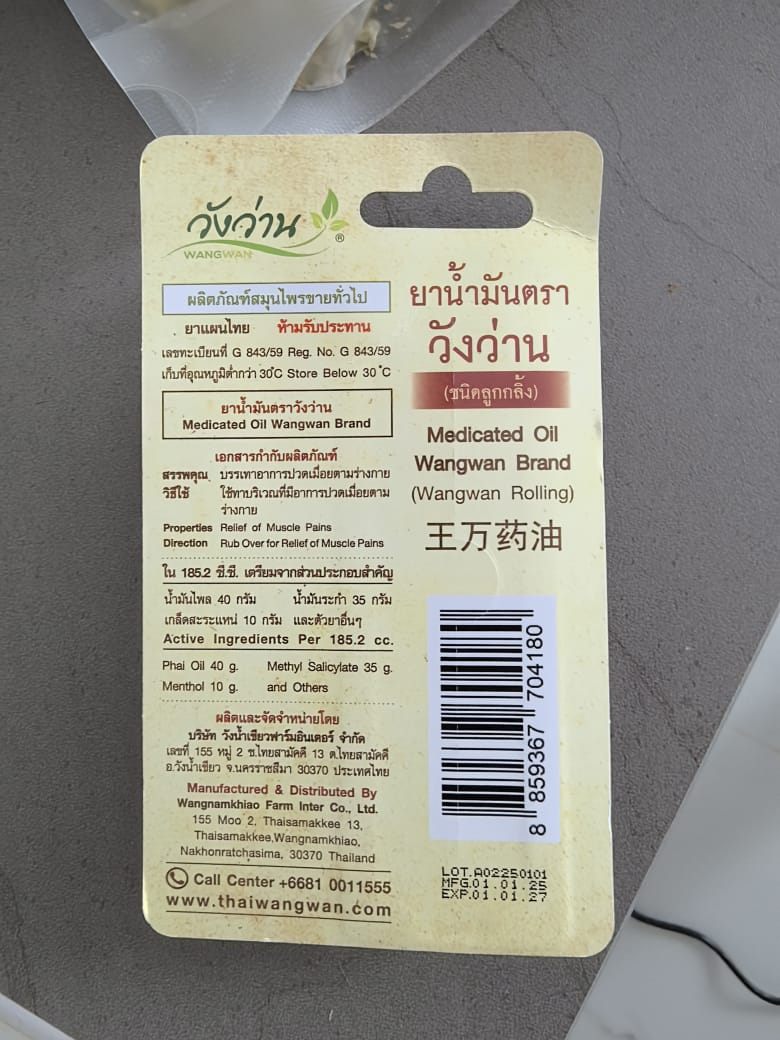 วังว่าน
®
WANGWAN
ผลิตภัณฑ์สมุนไพรขายทั่วไป
ยาแผนไทย ห้ามรับประทาน
เลขทะเบียนที่ G 843/59 Reg. No. G 843/59
เก็บที่อุณหภูมิต่ำกว่า 30°C Store Below 30 °C
ยาน้ำมันตราวังว่าน
Medicated Oil Wangwan Brand
เอกสารกำกับผลิตภัณฑ์
สรรพคุณ บรรเทาอาการปวดเมื่อยตามร่างกาย
วิธีใช้ ใช้ทาบริเวณที่มีอาการปวดเมื่อยตาม
ร่างกาย
Properties Relief of Muscle Pains
Direction Rub Over for Relief of Muscle Pains
ใน 185.2 ซี.ซี. เตรียมจากส่วนประกอบสำคัญ
น้ำมันไพล 40 กรัม น้ำมันระกำ 35 กรัม
เกล็ดสะระแหน่ 10 กรัม และตัวยาอื่นๆ
Active Ingredients Per 185.2 cc.
Phai Oil 40 g. Methyl Salicylate 35 g.
Menthol 10 g. and Others
ผลิตและจัดจำหน่ายโดย
บริษัท วังน้ำเขียวฟาร์มอินเตอร์ จำกัด
เลขที่ 155 หมู่ 2 ซ.ไทยสามัคคี 13 ต.ไทยสามัคคี
อ.วังน้ำเขียว จ.นครราชสีมา 30370 ประเทศไทย
Manufactured & Distributed By
Wangnamkhiao Farm Inter Co., Ltd.
155 Moo 2, Thaisamakkee 13,
Thaisamakkee,Wangnamkhiao,
Nakhonratchasima, 30370 Thailand
Call Center +6681 0011555
www.thaiwangwan.com
ยาน้ำมันตรา
วังว่าน
(ชนิดลูกกลิ้ง)
Medicated Oil
Wangwan Brand
(Wangwan Rolling)
王万药油
8 859367 704180
LOT.A02250101
MFG.01.01.25
EXP.01.01.27